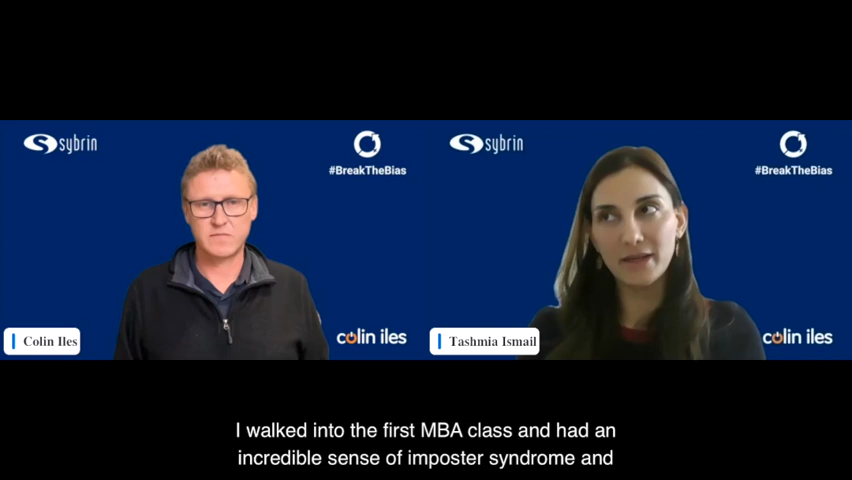 sybrin
#BreakTheBias
sybrin
#BreakTheBias
Colin Iles
colin iles
Tashmia Ismail
colin iles
I walked into the first MBA class and had an
incredible sense of imposter syndrome and